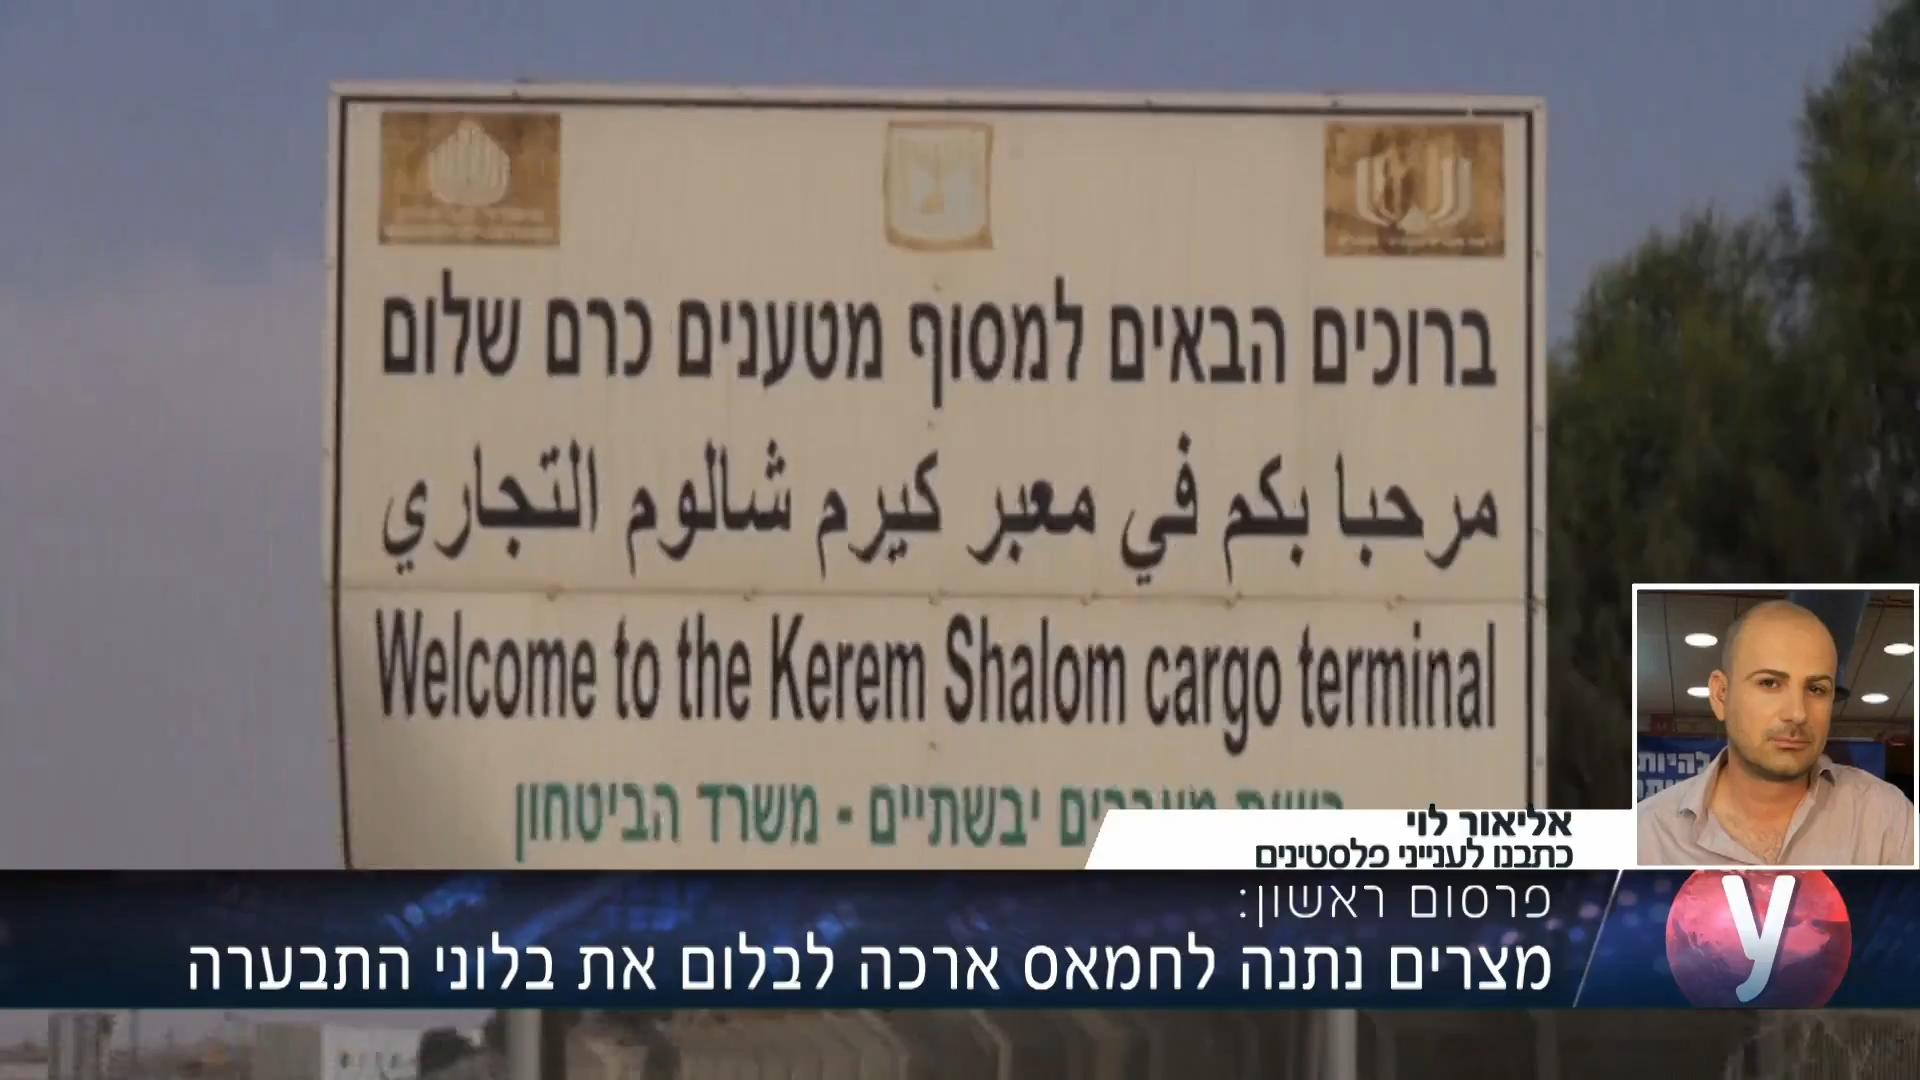 ברוכים הבאים למסוף מטענים כרם שלום
مرحبا بكم في معبر كيرم شالوم التجاري
Welcome to the Kerem Shalom cargo terminal
יבשתיים - משרד הביטחון
אליאור לוי
כתבנו לענייני פלסטינים
פרסום ראשון:
מצרים נתנה לחמאס ארכה לבלום את בלוני התבערה
y